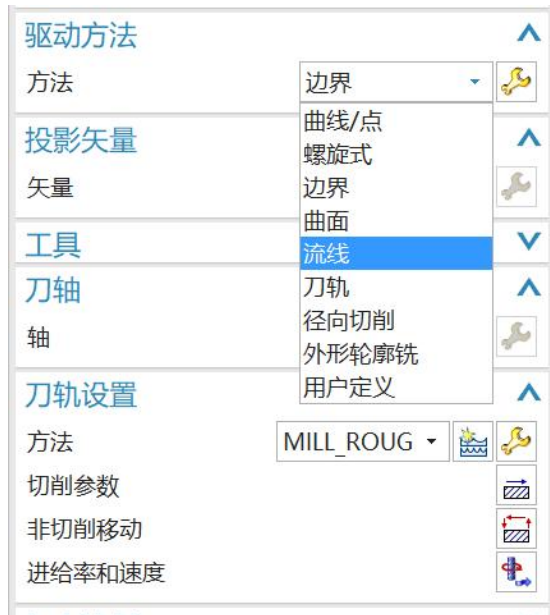 驱动方法
方法 边界
曲线/点
螺旋式
边界
曲面
流线
刀轨
径向切削
外形轮廓铣
用户定义
投影矢量
矢量
工具
刀轴
轴
刀轨设置
方法 MILL_ROUG
切削参数
非切削移动
进给率和速度